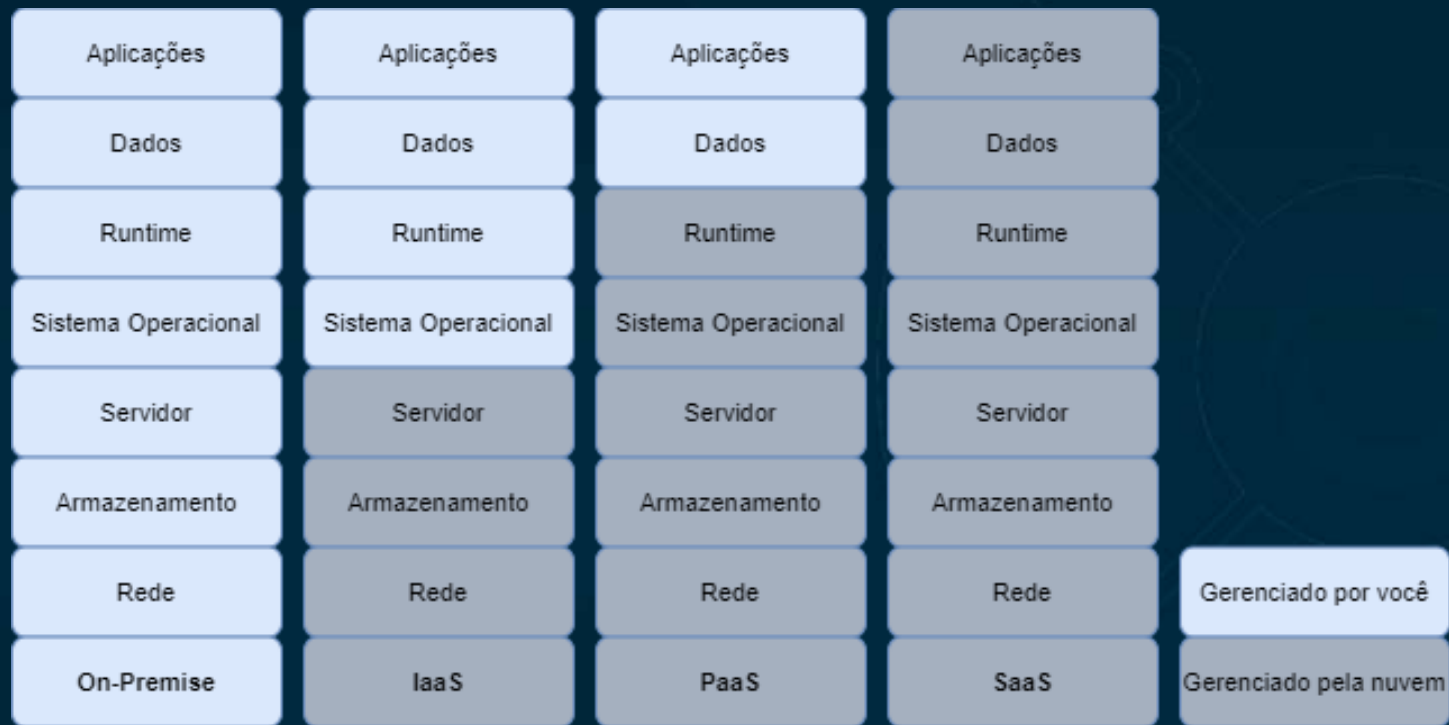 Aplicações Aplicações Aplicações Aplicações
Dados Dados Dados Dados
Runtime Runtime Runtime Runtime
Sistema Operacional Sistema Operacional Sistema Operacional Sistema Operacional
Servidor Servidor Servidor Servidor
Armazenamento Armazenamento Armazenamento Armazenamento
Rede Rede Rede Rede Gerenciado por você
On-Premise IaaS PaaS SaaS Gerenciado pela nuvem